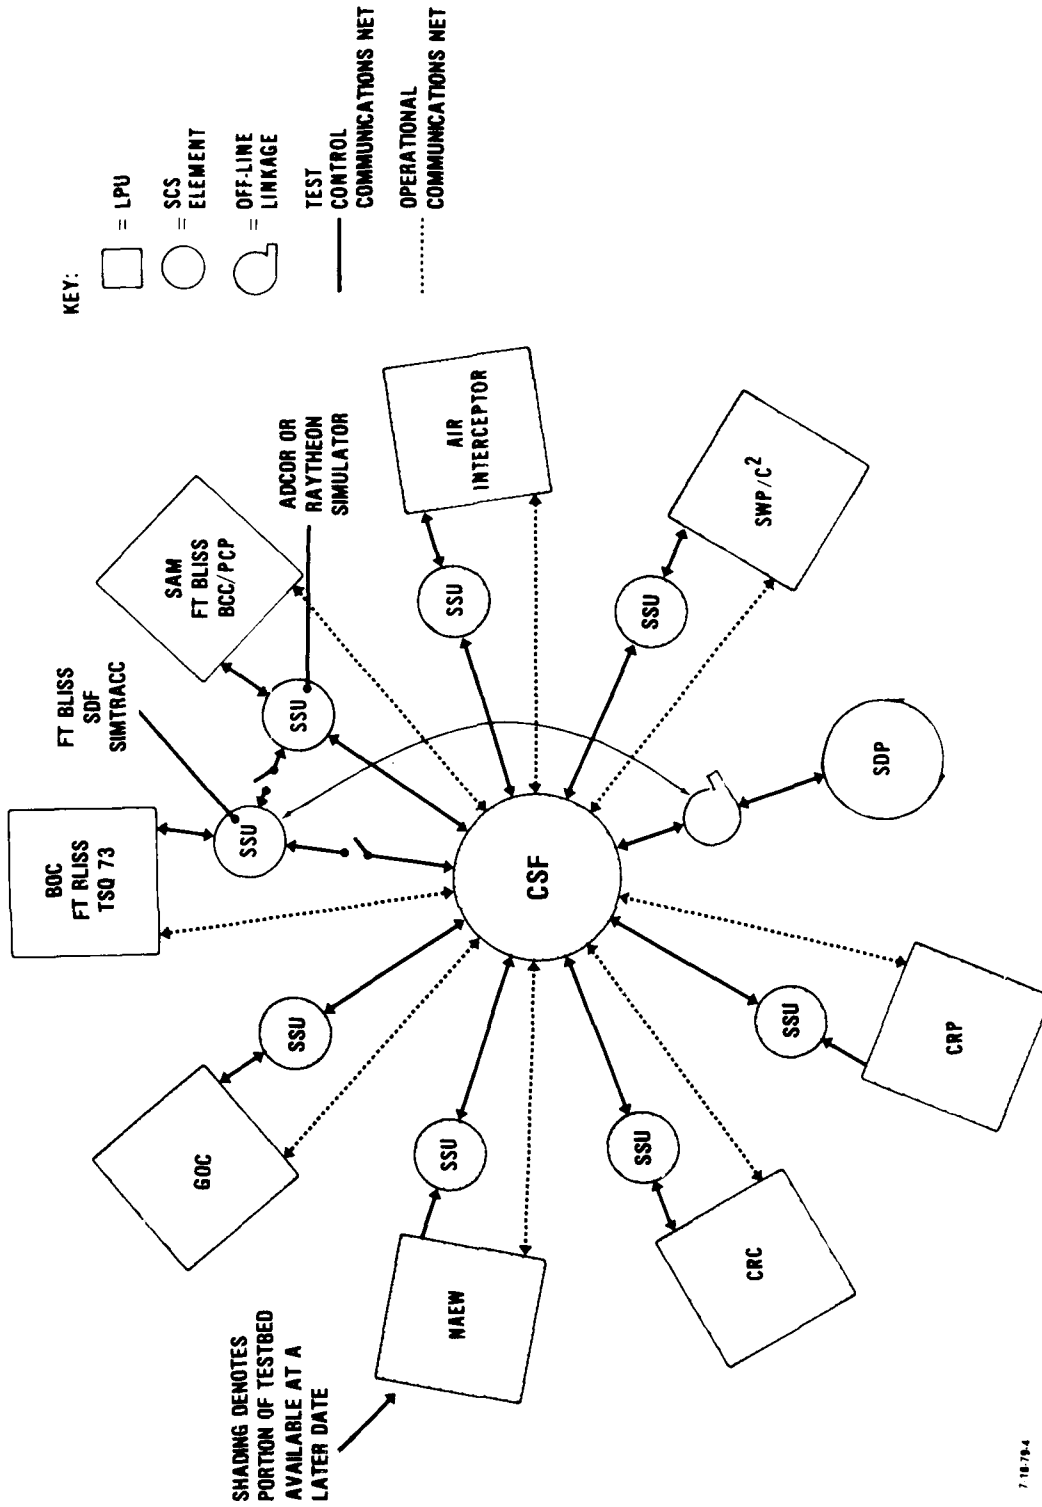 SHADING DENOTES
PORTION OF TESTBED
AVAILABLE AT A
LATER DATE
NAEW
SSU
GOC
SSU
BOC
FT BLISS
TSQ 73
SSU
FT BLISS
SDF
SIMTRACC
SAM
FT BLISS
BCC/PCP
SSU
ADCOR OR
RAYTHEON
SIMULATOR
AIR
INTERCEPTOR
SSU
SWP/C²
SSU
SDP
CSF
CRP
SSU
CRC
SSU
KEY:
= LPU
= SCS
ELEMENT
= OFF-LINE
LINKAGE
TEST
CONTROL
COMMUNICATIONS NET
OPERATIONAL
COMMUNICATIONS NET
7-18-79-4